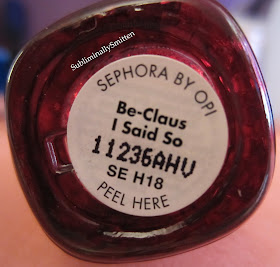 SubliminallySmitten
SEPHORA BY OPI
Be-Claus
I Said So
11236AHV
SE H18
PEEL HERE